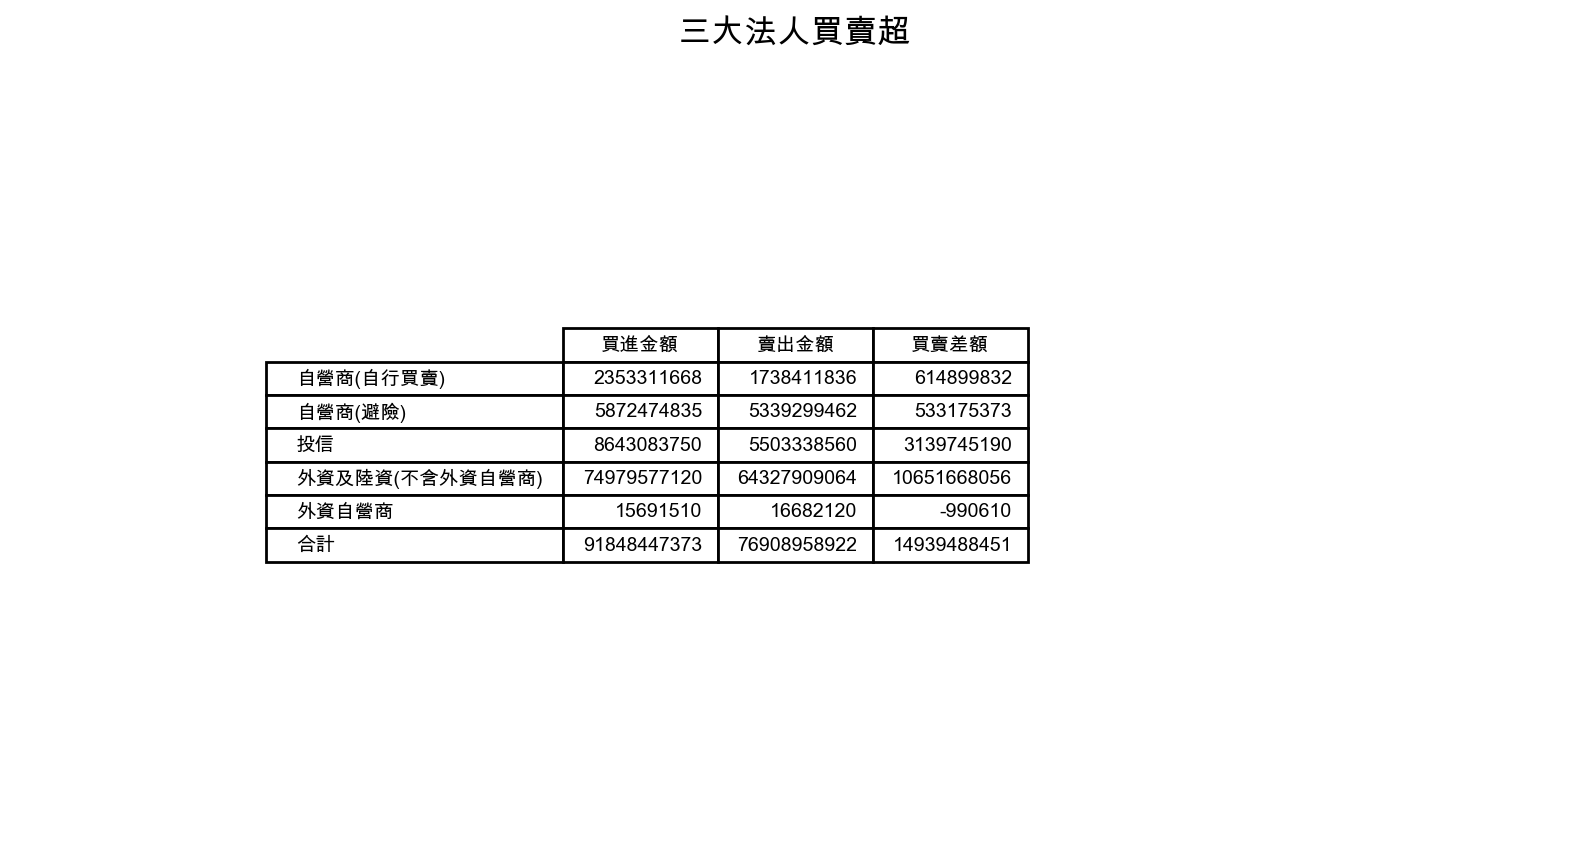 三大法人買賣超
買進金額 賣出金額 買賣差額
自營商(自行買賣) 2353311668 1738411836 614899832
自營商(避險) 5872474835 5339299462 533175373
投信 8643083750 5503338560 3139745190
外資及陸資(不含外資自營商) 74979577120 64327909064 10651668056
外資自營商 15691510 16682120 -990610
合計 91848447373 76908958922 14939488451